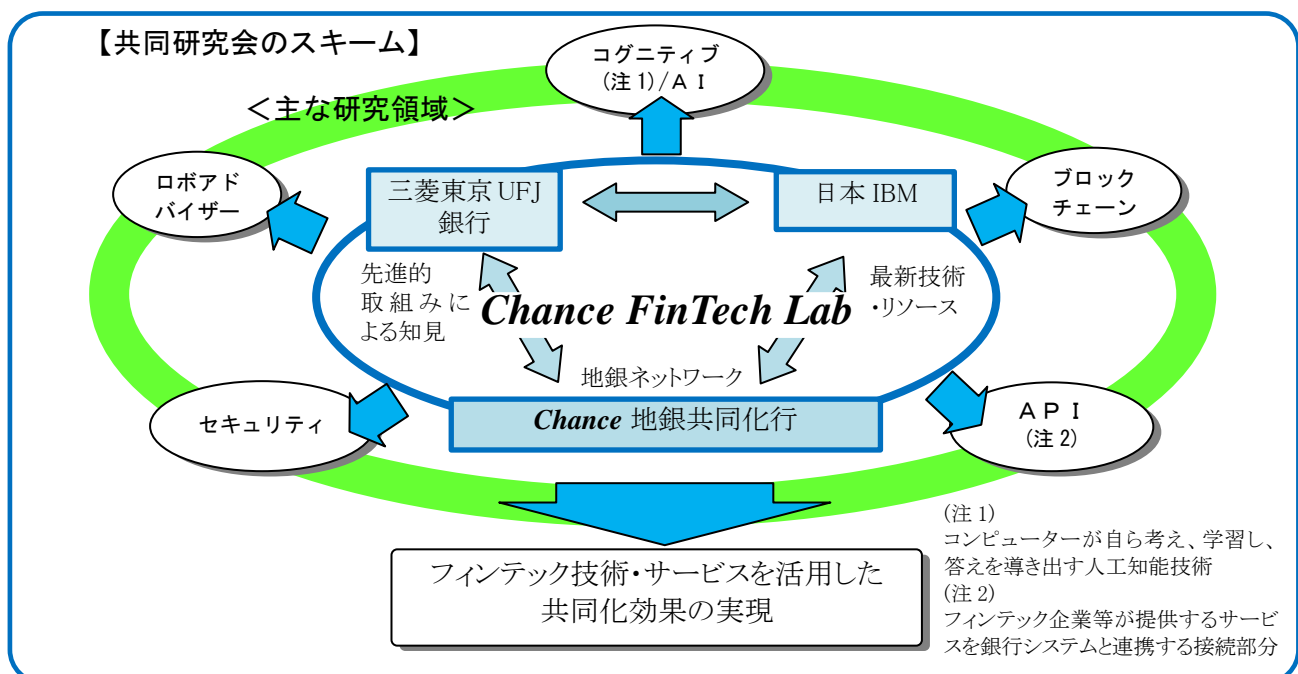 【共同研究会のスキーム】
コグニティブ
(注 1)/A I
＜主な研究領域＞
ロボアド
バイザー
三菱東京 UFJ
銀行
日本 IBM
ブロック
チェーン
先進的
取組みに
よる知見
最新技術
・リソース
Chance FinTech Lab
地銀ネットワーク
セキュリティ
Chance 地銀共同化行
ＡＰＩ
(注 2)
フィンテック技術・サービスを活用した
共同化効果の実現
(注 1)
コンピューターが自ら考え、学習し、
答えを導き出す人工知能技術
(注 2)
フィンテック企業等が提供するサービ
スを銀行システムと連携する接続部分